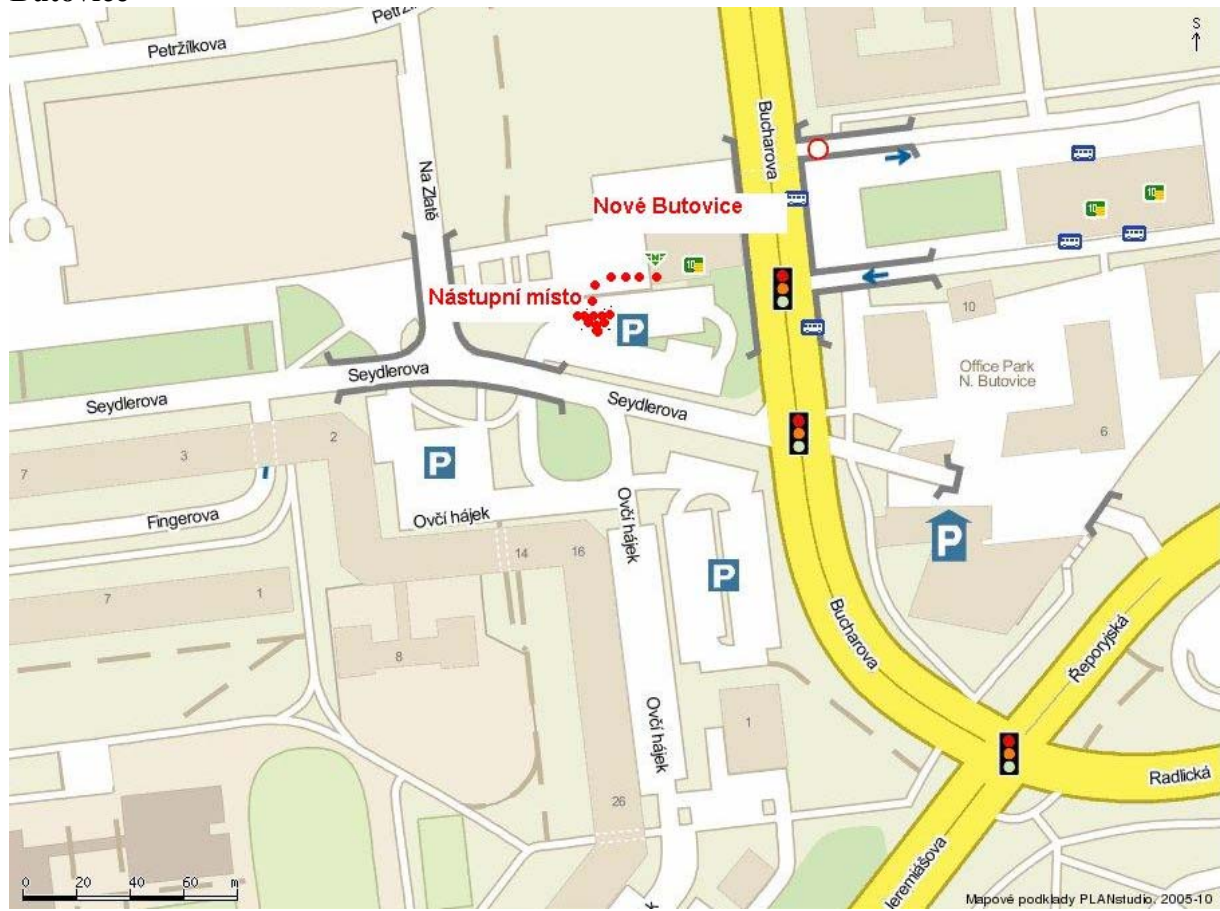 Butovice
Petržílkova
S
Na Zlatě
Bucharova
Nové Butovice
Nástupní místo
P
Seydlerova
Seydlerova
Seydlerova
10
Office Park
N. Butovice
6
7
3
2
P
Fingerova
Ovčí hájek
14
16
Ovčí hájek
P
P
7
1
8
Bucharova
Řeporyjská
Ovčí hájek
1
26
Radlická
Jeremiášova
0 20 40 60 m
Mapové podklady PLANstudio, 2005-10